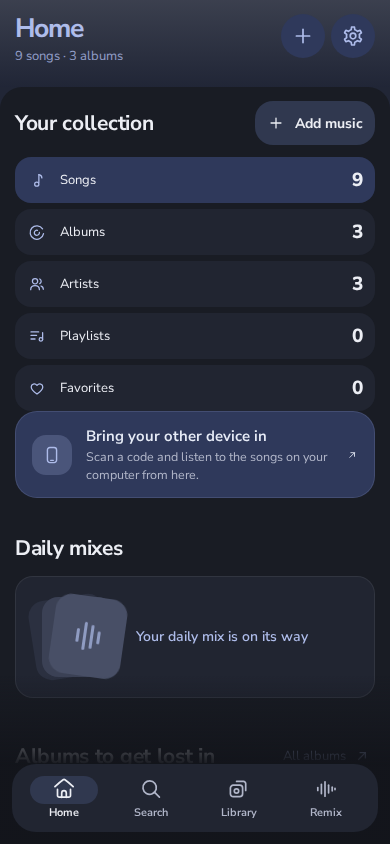 Home
9 songs · 3 albums
Your collection
Add music
Songs
9
Albums
3
Artists
3
Playlists
0
Favorites
0
Bring your other device in
Scan a code and listen to the songs on your
computer from here.
Daily mixes
Your daily mix is on its way
Albums to get lost in
All albums
Home
Search
Library
Remix